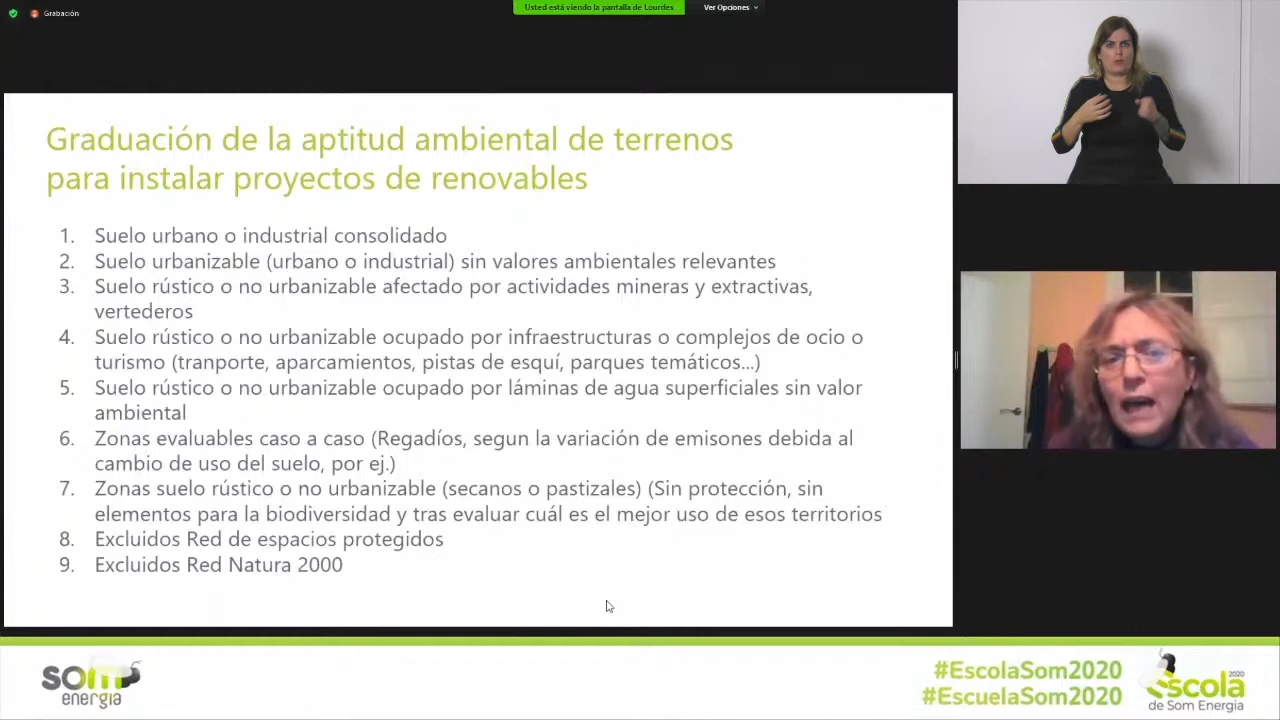 Grabación
Usted está viendo la pantalla de Lourdes
Ver Opciones
Graduación de la aptitud ambiental de terrenos
para instalar proyectos de renovables
1. Suelo urbano o industrial consolidado
2. Suelo urbanizable (urbano o industrial) sin valores ambientales relevantes
3. Suelo rústico o no urbanizable afectado por actividades mineras y extractivas,
vertederos
4. Suelo rústico o no urbanizable ocupado por infraestructuras o complejos de ocio o
turismo (tranporte, aparcamientos, pistas de esquí, parques temáticos...)
5. Suelo rústico o no urbanizable ocupado por láminas de agua superficiales sin valor
ambiental
6. Zonas evaluables caso a caso (Regadíos, segun la variación de emisones debida al
cambio de uso del suelo, por ej.)
7. Zonas suelo rústico o no urbanizable (secanos o pastizales) (Sin protección, sin
elementos para la biodiversidad y tras evaluar cuál es el mejor uso de esos territorios
8. Excluidos Red de espacios protegidos
9. Excluidos Red Natura 2000
som
energia
#EscolaSom2020
#EscuelaSom2020
2020
escola
de Som Energia